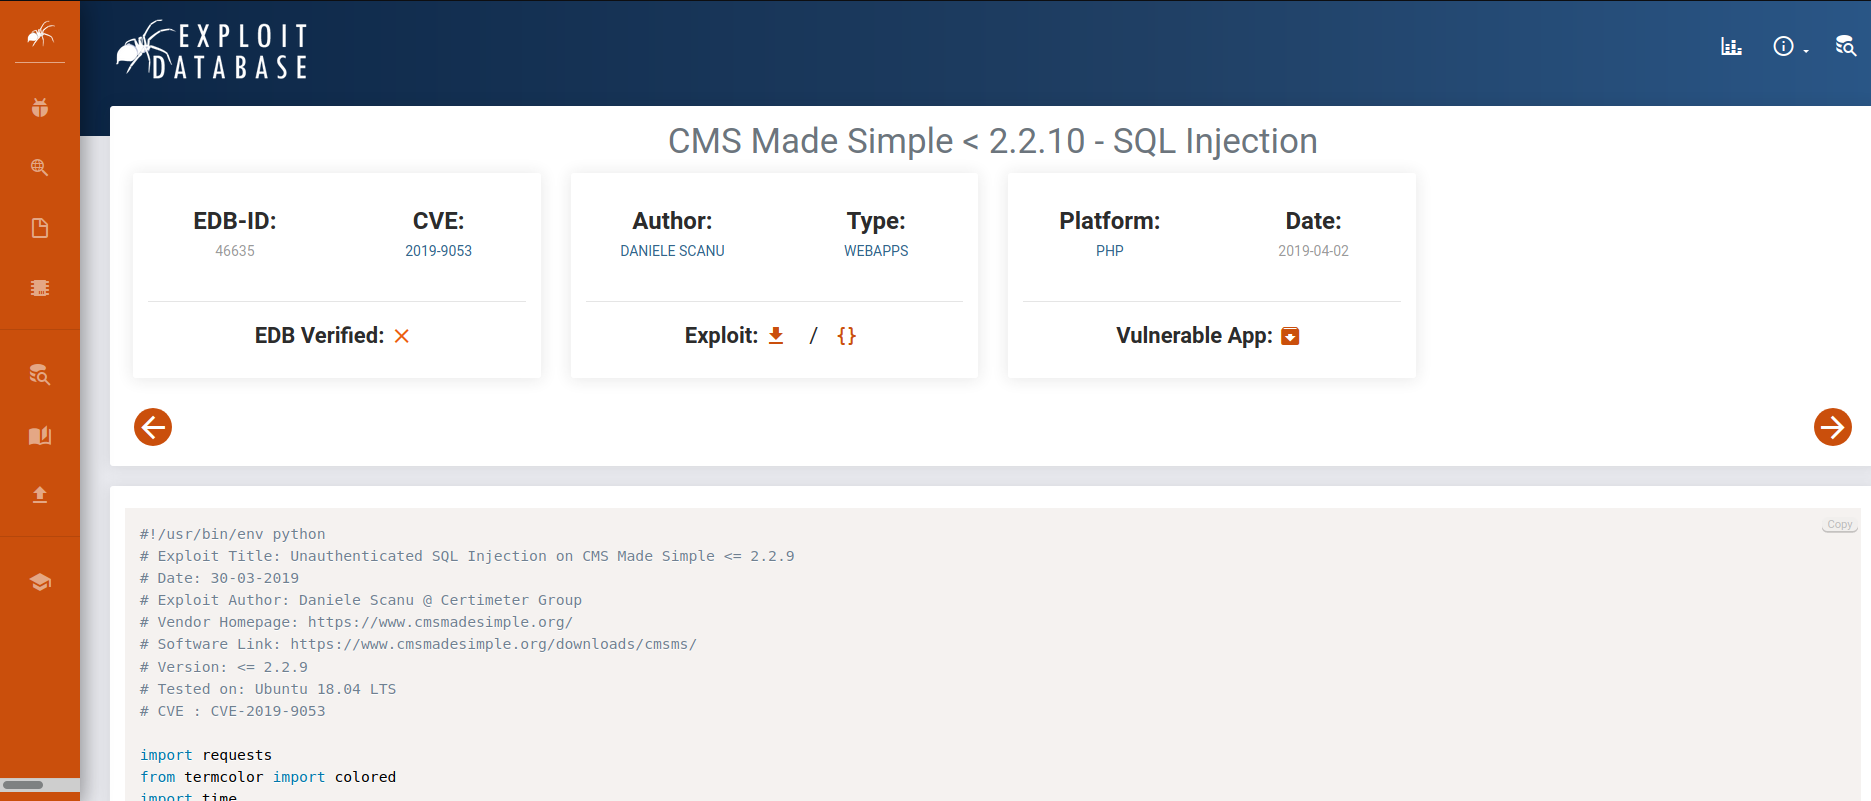 EXPLOIT
DATABASE
CMS Made Simple < 2.2.10 - SQL Injection
EDB-ID:
46635
CVE:
2019-9053
EDB Verified: ×
Author:
DANIELE SCANU
Type:
WEBAPPS
Exploit: / {}
Platform:
PHP
Date:
2019-04-02
Vulnerable App:
Copy
#!/usr/bin/env python
# Exploit Title: Unauthenticated SQL Injection on CMS Made Simple <= 2.2.9
# Date: 30-03-2019
# Exploit Author: Daniele Scanu @ Certimeter Group
# Vendor Homepage: https://www.cmsmadesimple.org/
# Software Link: https://www.cmsmadesimple.org/downloads/cmsms/
# Version: <= 2.2.9
# Tested on: Ubuntu 18.04 LTS
# CVE : CVE-2019-9053
import requests
from termcolor import colored
import time